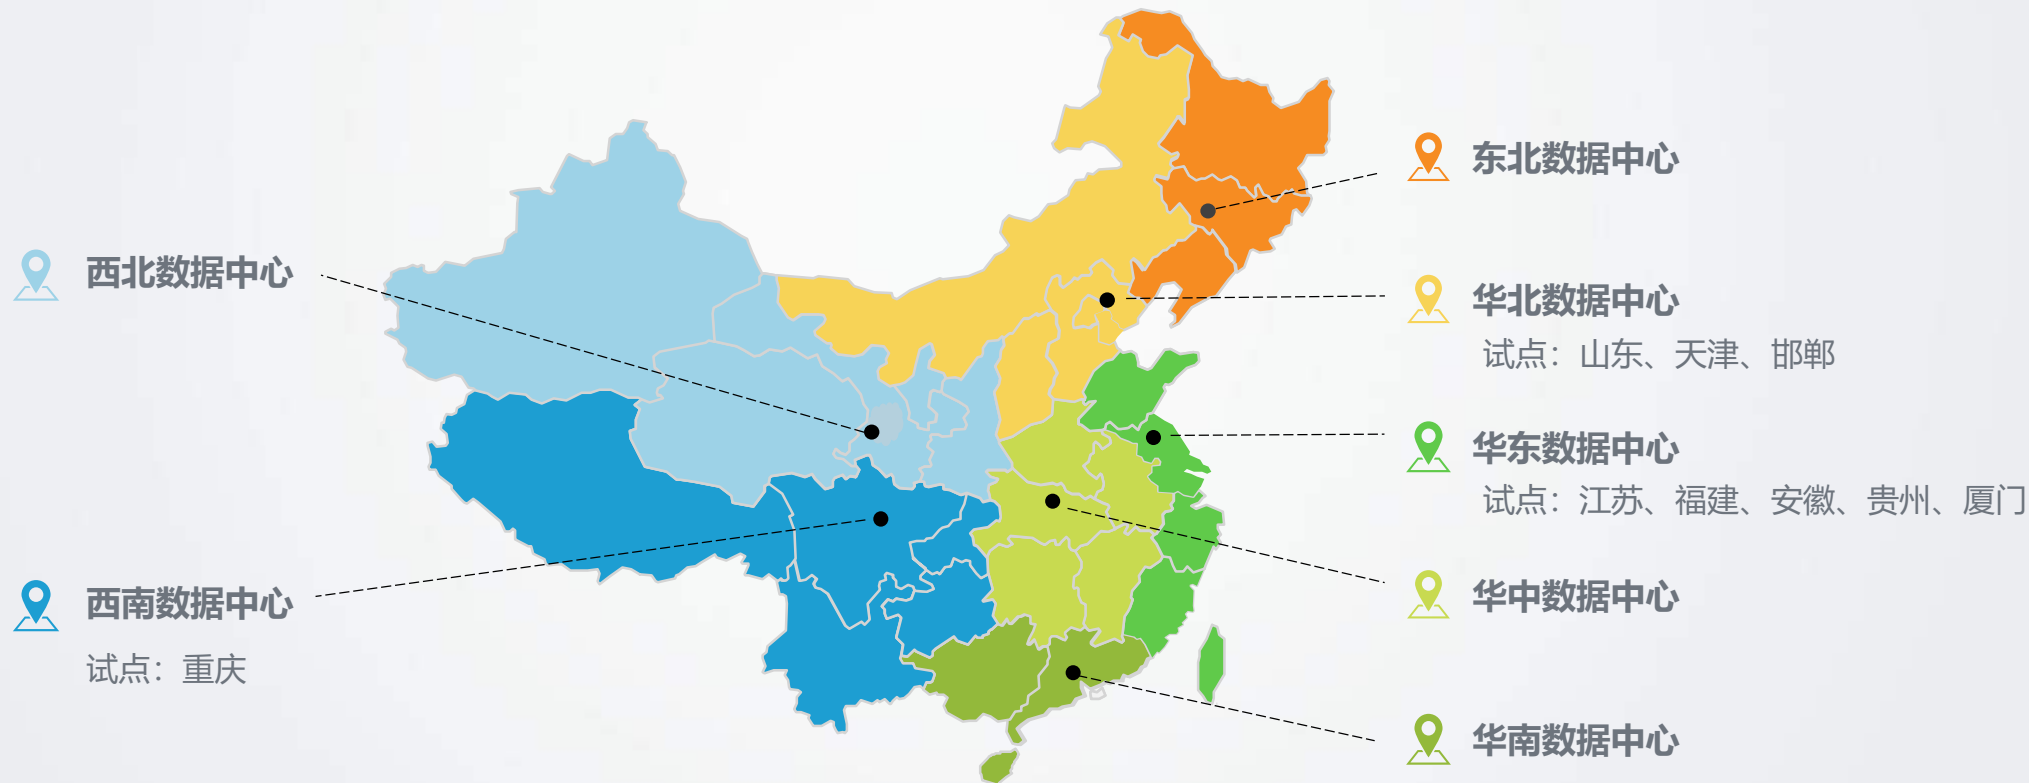 西北数据中心
西南数据中心
试点：重庆
东北数据中心
华北数据中心
试点：山东、天津、邯郸
华东数据中心
试点：江苏、福建、安徽、贵州、厦门
华中数据中心
华南数据中心